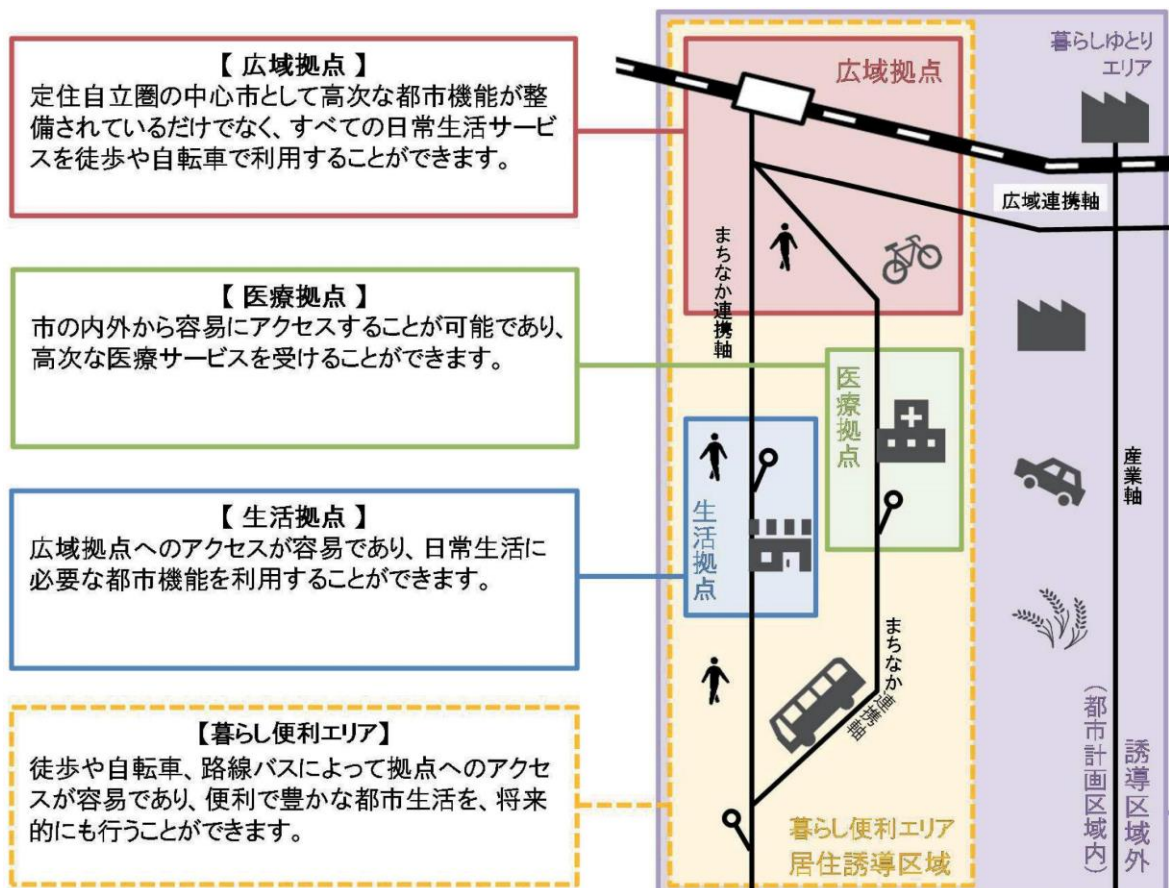 【 広域拠点 】
定住自立圏の中心市として高次な都市機能が整
備されているだけでなく、すべての日常生活サービ
スを徒歩や自転車で利用することができます。
【 医療拠点 】
市の内外から容易にアクセスすることが可能であり、
高次な医療サービスを受けることができます。
【 生活拠点 】
広域拠点へのアクセスが容易であり、日常生活に
必要な都市機能を利用することができます。
【暮らし便利エリア】
徒歩や自転車、路線バスによって拠点へのアクセ
スが容易であり、便利で豊かな都市生活を、将来
的にも行うことができます。
広域拠点
暮らしゆとり
エリア
広域連携軸
まちなか連携軸
医療拠点
生活拠点
産業軸
まちなか連携軸
暮らし便利エリア
居住誘導区域
誘導区域外
(都市計画区域内)